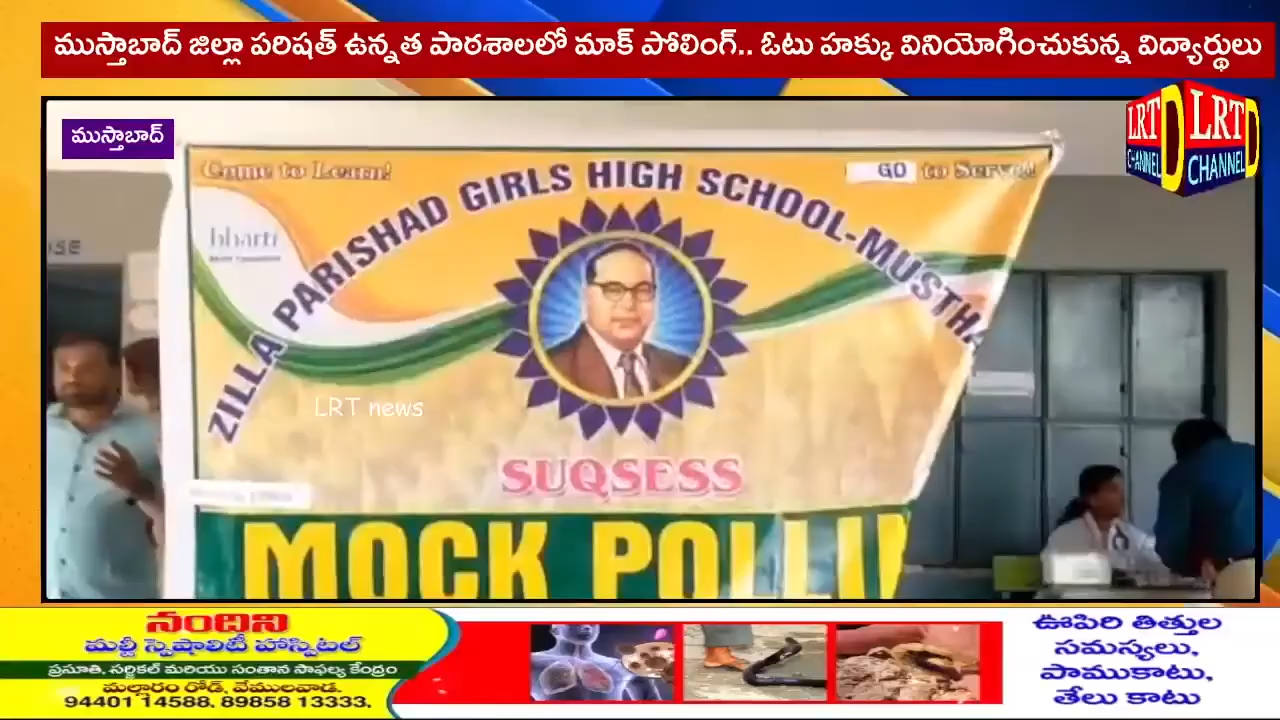 ముస్తాబాద్ జిల్లా పరిషత్ ఉన్నత పాఠశాలలో మాక్ పోలింగ్.. ఓటు హక్కు వినియోగించుకున్న విద్యార్థులు
LRT D LRT D
CHANNEL CHANNEL
ముస్తాబాద్
Come to Learn!
GO to Serve!
ZILLA PARISHAD GIRLS HIGH SCHOOL-MUSTHA
bharti
LRT news
SUQSESS
MOCK POLLI
నందిని
మల్టీ స్పెషాలిటీ హాస్పిటల్
ప్రసూతి, సర్జికల్ మరియు సంతాన సాఫల్య కేంద్రం
మల్లారం రోడ్, వేములవాడ.
94401 14588, 89858 13333,
ఊపిరి తిత్తుల
సమస్యలు,
పాముకాటు,
తేలు కాటు